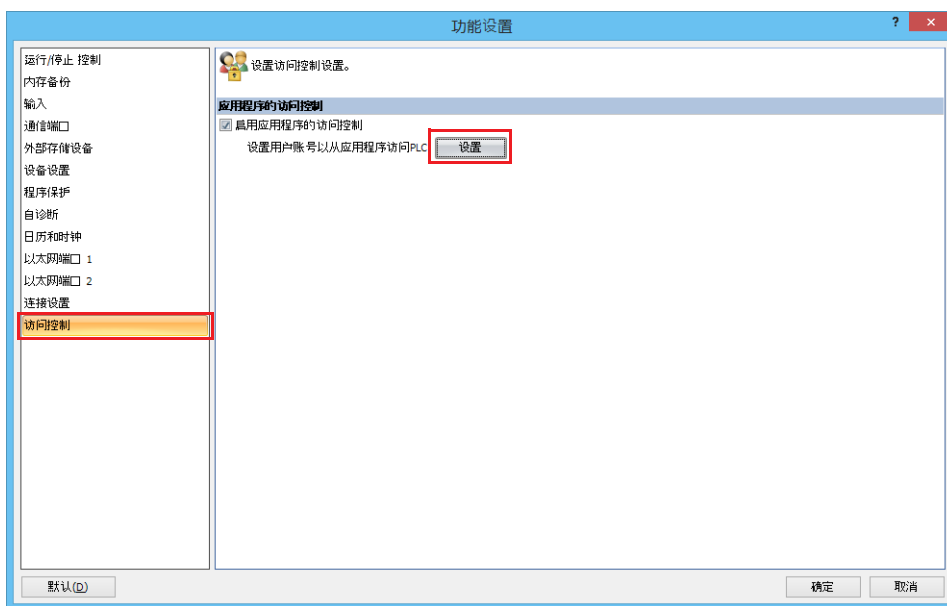 功能设置
?
×
运行/停止 控制
内存备份
输入
通信端口
外部存储设备
设备设置
程序保护
自诊断
日历和时钟
以太网端口 1
以太网端口 2
连接设置
访问控制
设置访问控制设置。
应用程序的访问控制
启用应用程序的访问控制
设置用户账号以从应用程序访问PLC
设置
默认(D)
确定
取消